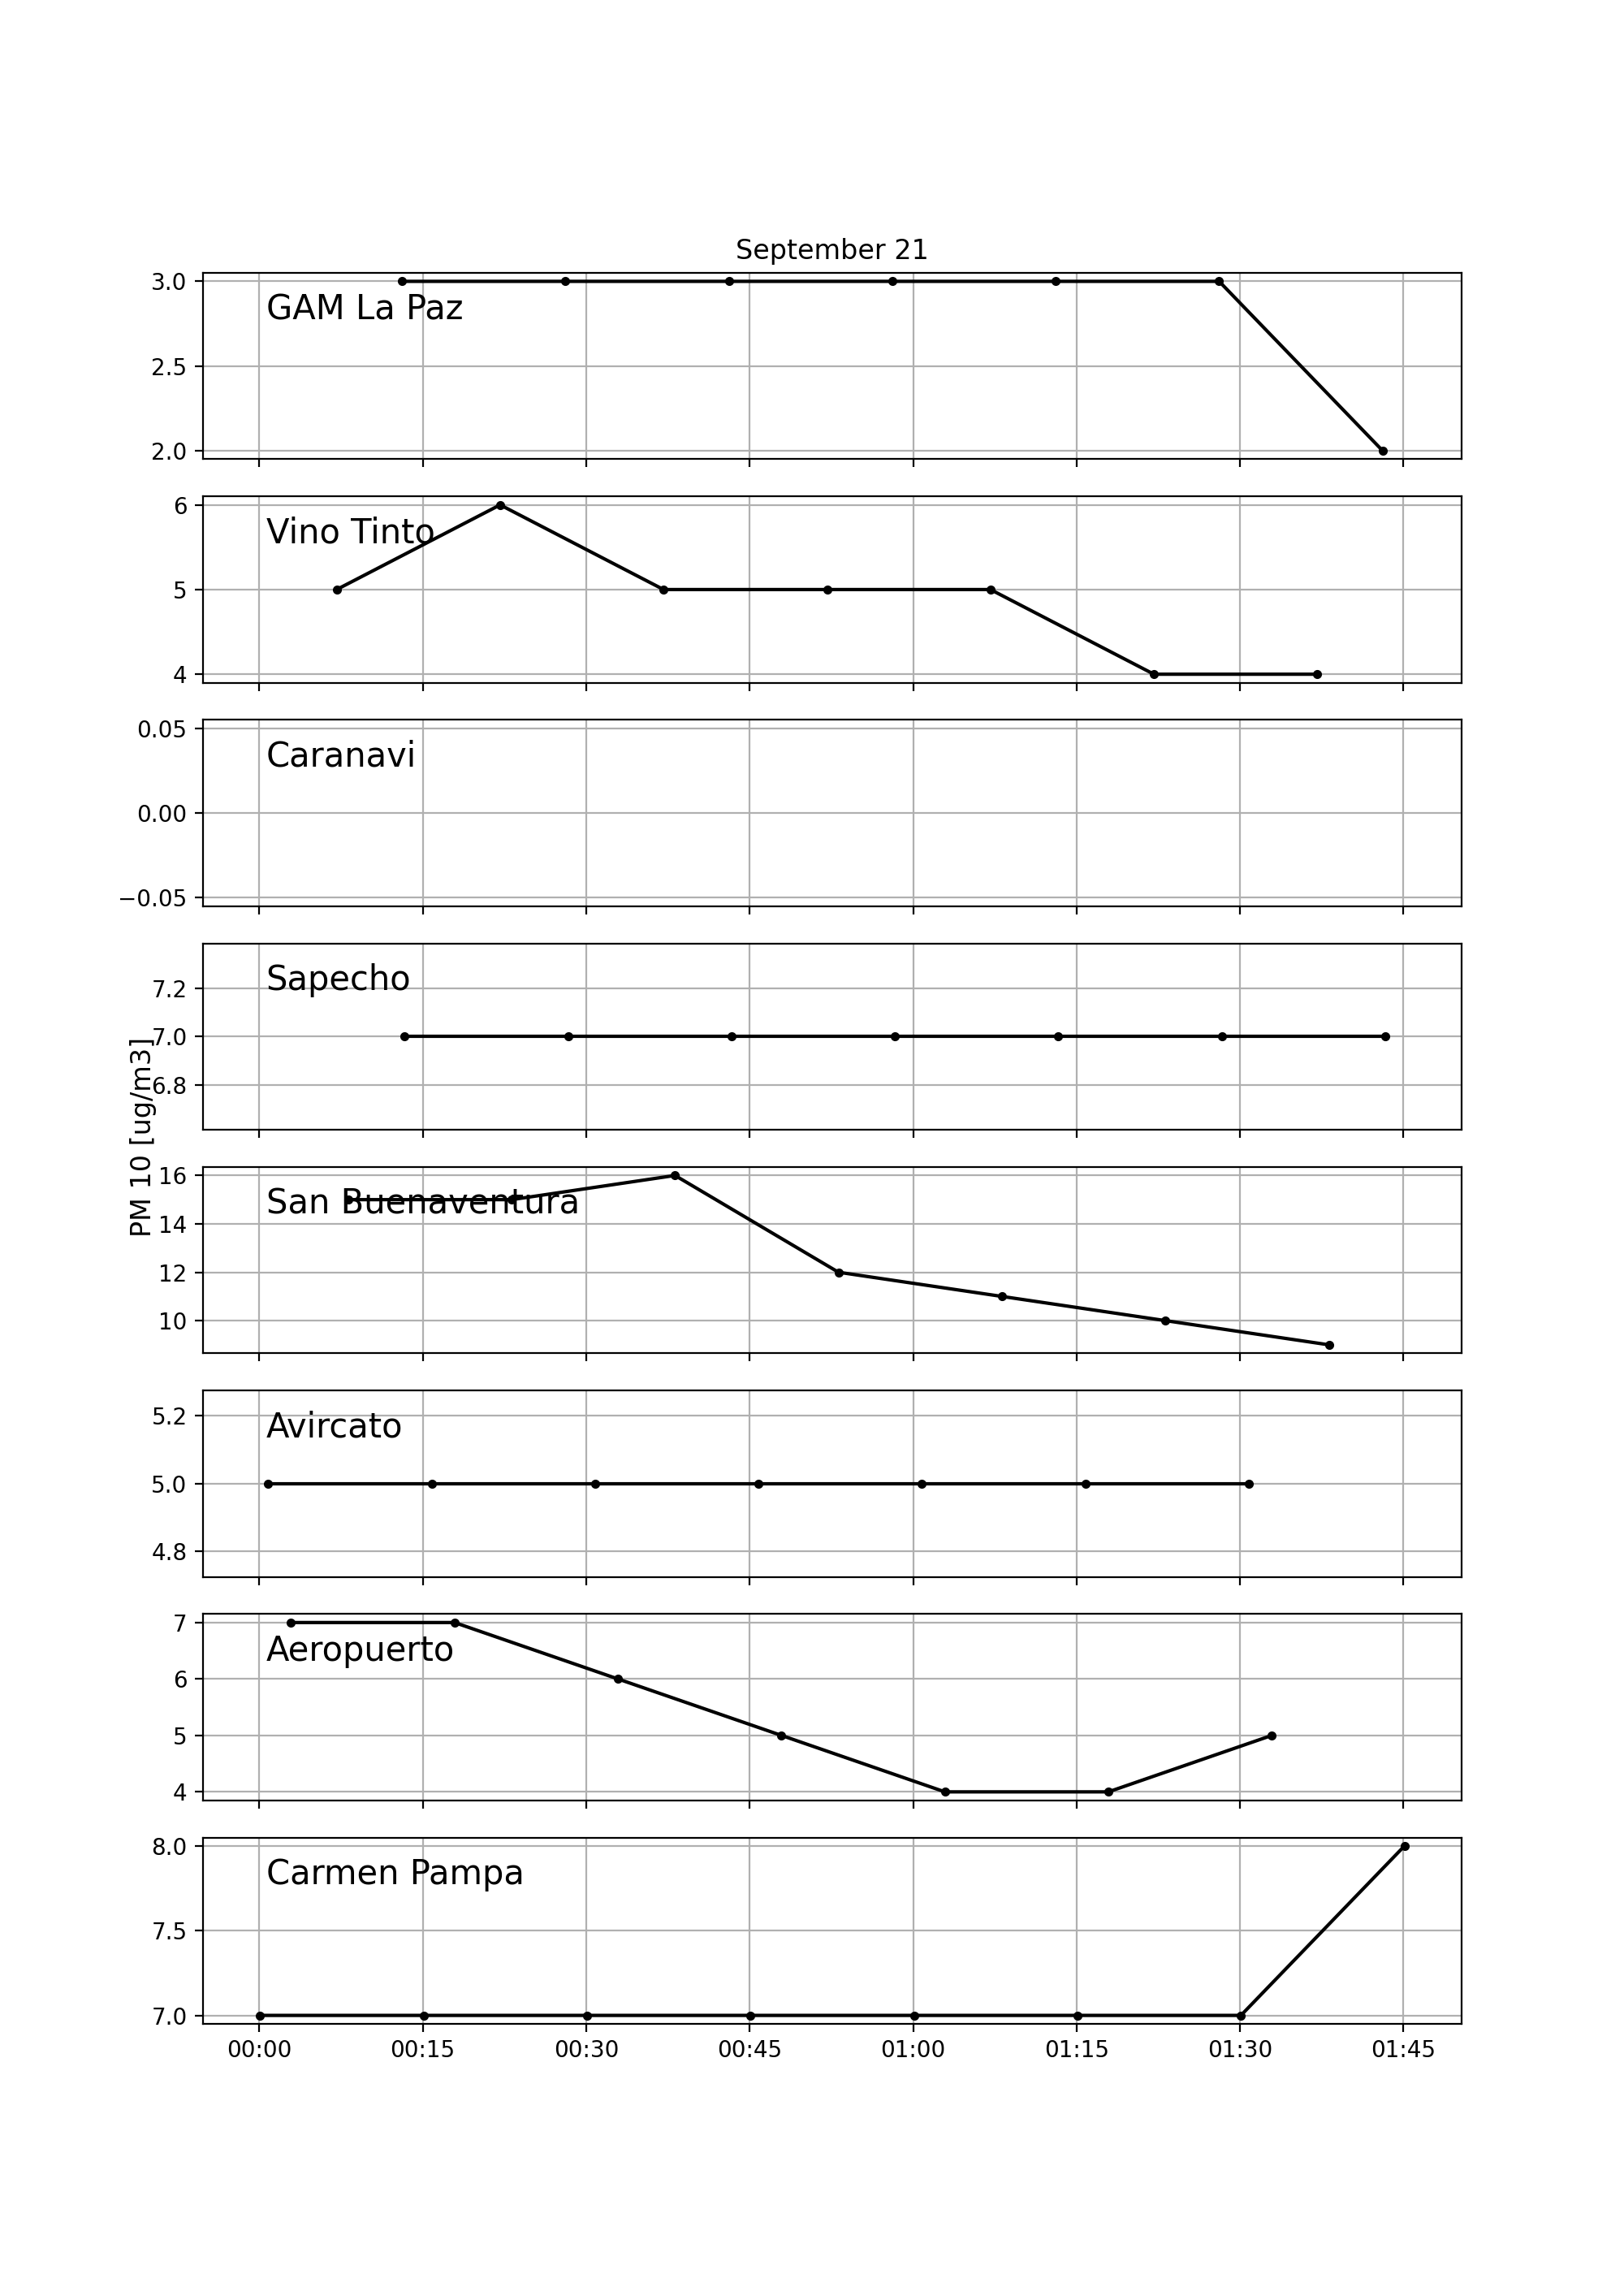 September 21
3.0
GAM La Paz
2.5
2.0
6
Vino Tinto
5
4
0.05
Caranavi
0.00
−0.05
Sapecho
7.2
7.0
6.8
PM 10 [ug/m3]
16
San Buenaventura
14
12
10
5.2
Avircato
5.0
4.8
7
Aeropuerto
6
5
4
8.0
Carmen Pampa
7.5
7.0
00:00 00:15 00:30 00:45 01:00 01:15 01:30 01:45